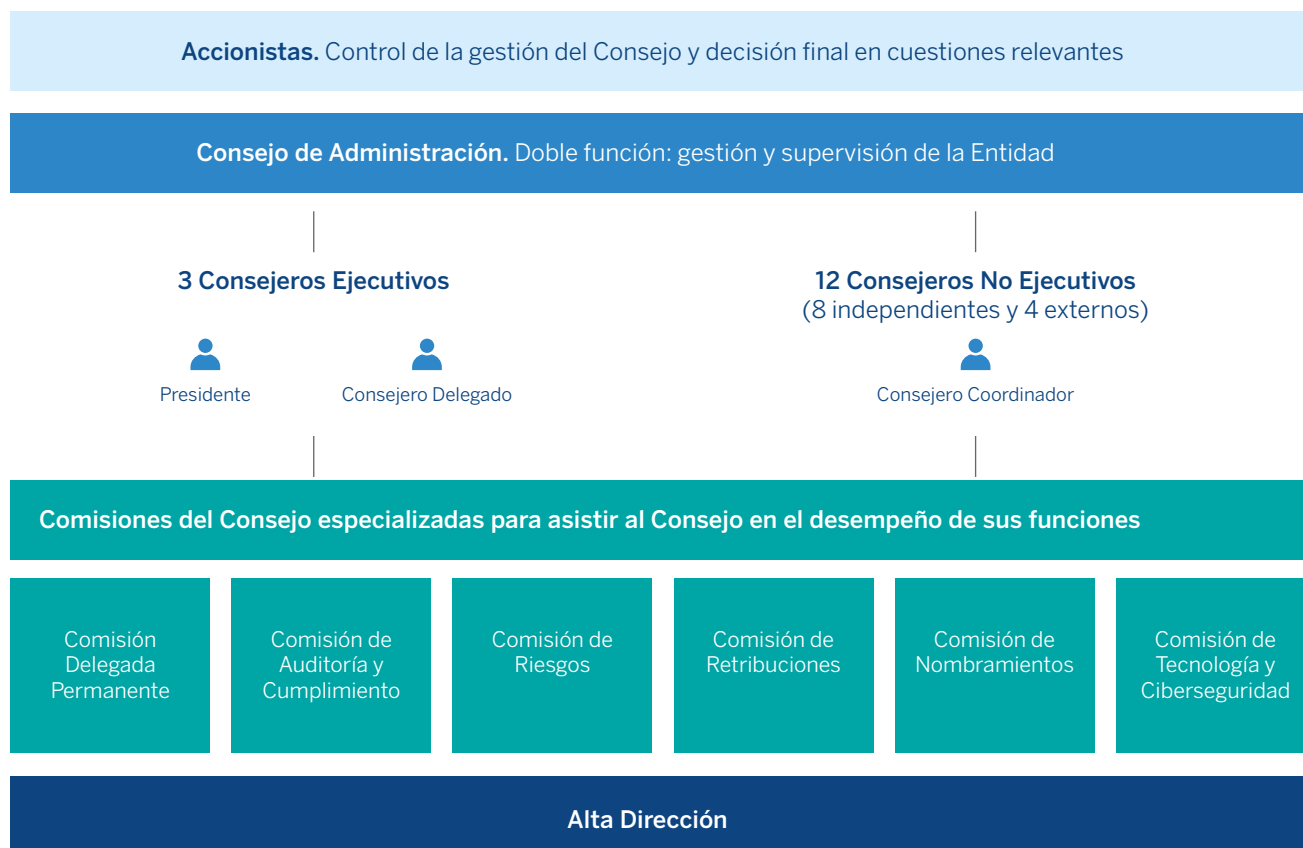 Accionistas. Control de la gestión del Consejo y decisión final en cuestiones relevantes
Consejo de Administración. Doble función: gestión y supervisión de la Entidad
3 Consejeros Ejecutivos
12 Consejeros No Ejecutivos
(8 independientes y 4 externos)
Presidente
Consejero Delegado
Consejero Coordinador
Comisiones del Consejo especializadas para asistir al Consejo en el desempeño de sus funciones
Comisión
Delegada
Permanente
Comisión de
Auditoría y
Cumplimiento
Comisión de
Riesgos
Comisión de
Retribuciones
Comisión de
Nombramientos
Comisión de
Tecnología y
Ciberseguridad
Alta Dirección